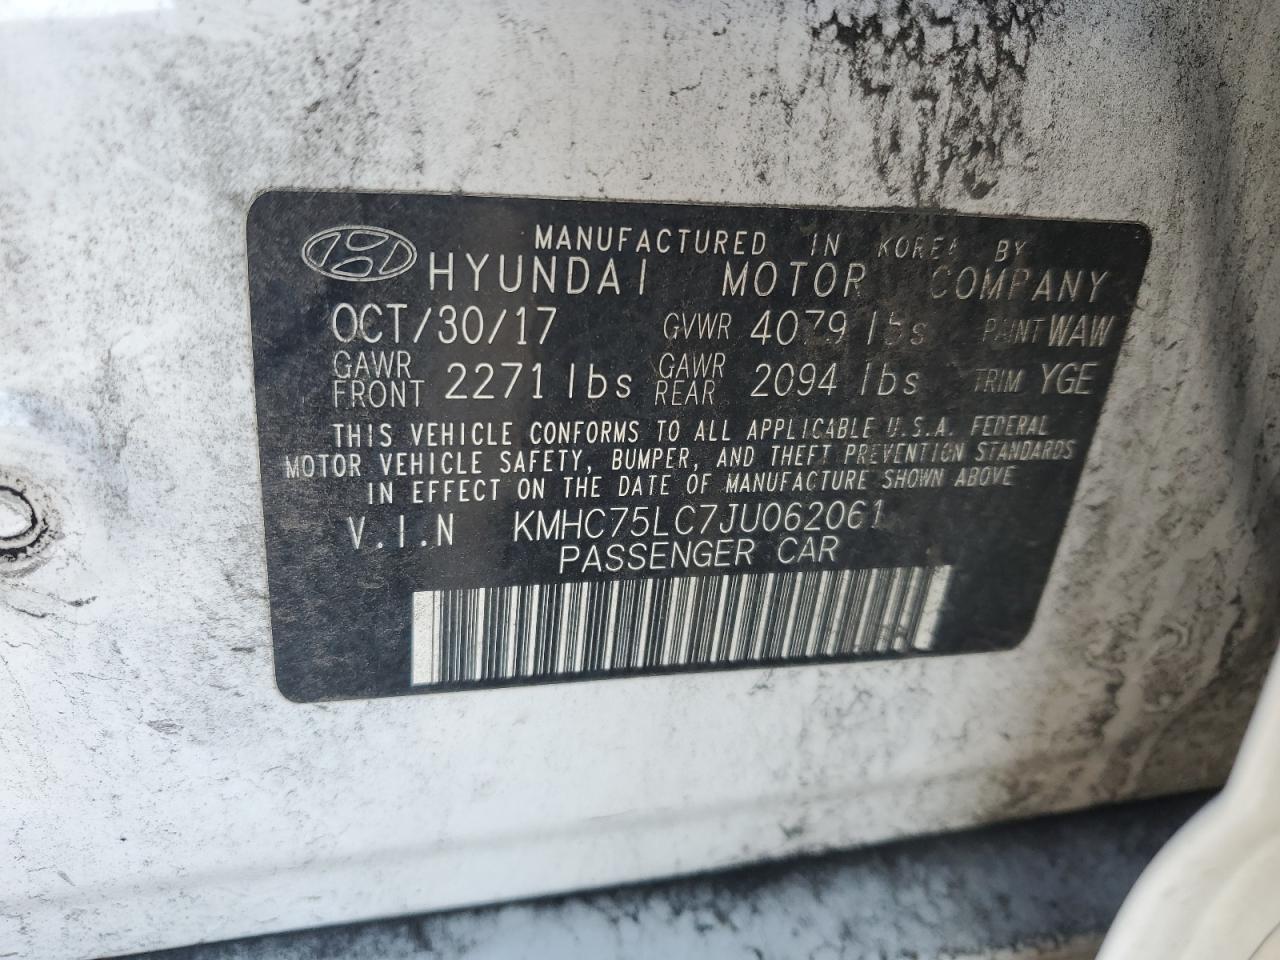 MANUFACTURED IN KOREA BY
HYUNDAI MOTOR COMPANY
OCT/30/17 GVWR 4079 lbs PAINT WAW
GAWR FRONT 2271 lbs GAWR REAR 2094 lbs TRIM YGE
THIS VEHICLE CONFORMS TO ALL APPLICABLE U.S.A. FEDERAL
MOTOR VEHICLE SAFETY, BUMPER, AND THEFT PREVENTION STANDARDS
IN EFFECT ON THE DATE OF MANUFACTURE SHOWN ABOVE
V.I.N KMHC75LC7JU062061
PASSENGER CAR